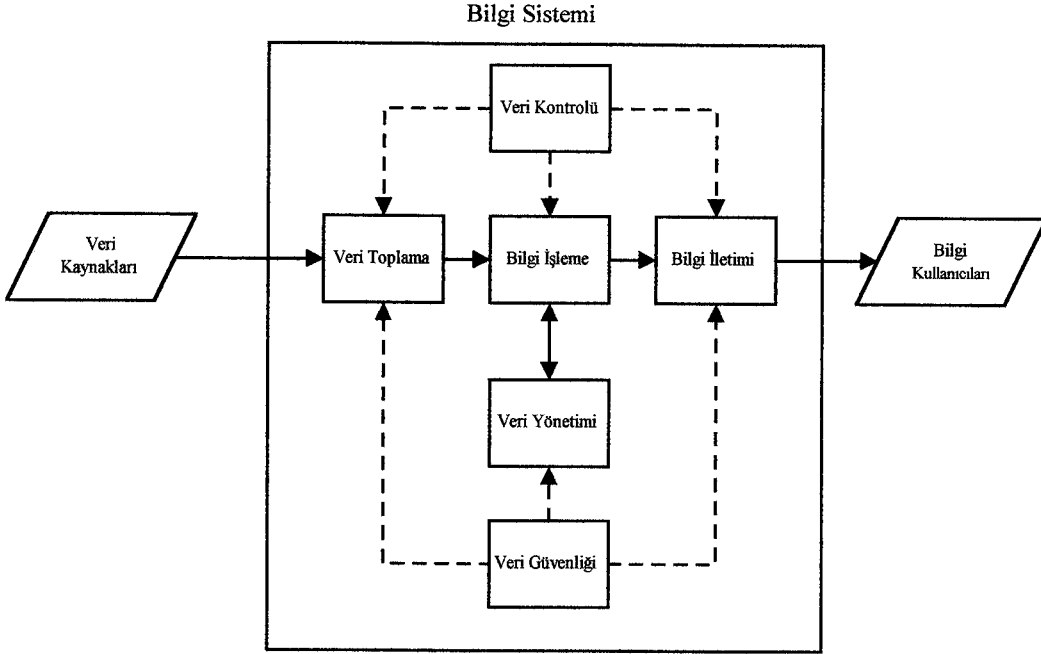 Bilgi Sistemi
Veri Kontrolü
Veri
Kaynakları
Veri Toplama
Bilgi İşleme
Bilgi İletimi
Bilgi
Kullanıcıları
Veri Yönetimi
Veri Güvenliği